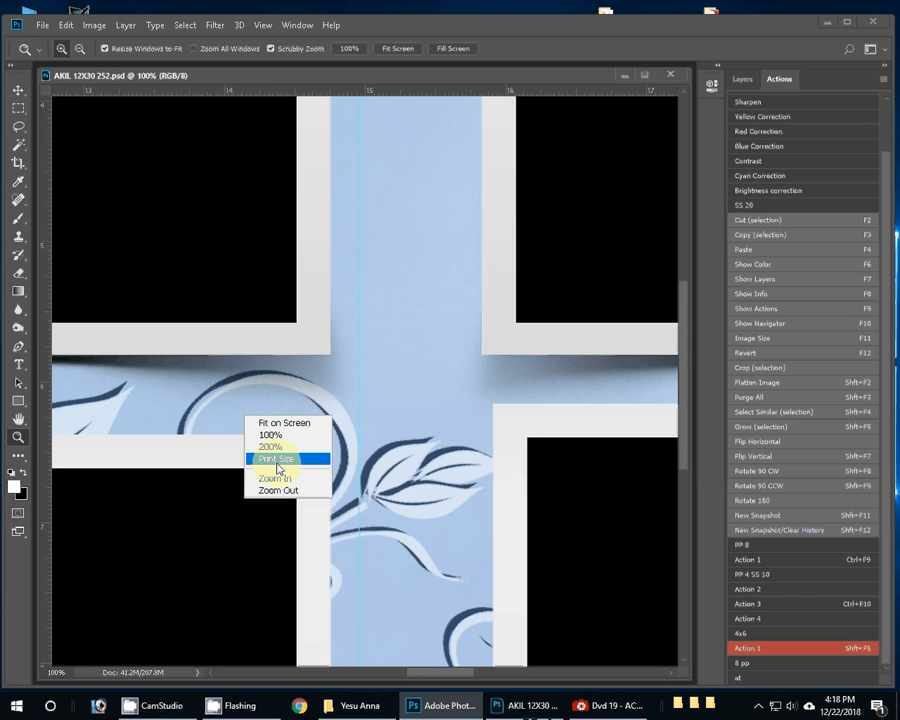 File Edit Image Layer Type Select Filter 3D View Window Help
Resize Windows to Fit Zoom All Windows Scrubby Zoom 100% Fit Screen Fill Screen
AKIL 12X30 252.psd @ 100% (RGB/8)
13 14 15 16 17
4
5
6
7
Fit on Screen
100%
200%
Print Size
Zoom In
Zoom Out
100% Doc: 41.2M/207.8M
Layers Actions
Sharpen
Yellow Correction
Red Correction
Blue Correction
Contrast
Cyan Correction
Brightness correction
SS 20
Cut (selection) F2
Copy (selection) F3
Paste F4
Show Color F6
Show Layers F7
Show Info F8
Show Actions F9
Show Navigator F10
Image Size F11
Revert F12
Crop (selection)
Flatten Image Shft+F2
Purge All Shft+F3
Select Similar (selection) Shft+F4
Grow (selection) Shft+F5
Flip Horizontal
Flip Vertical Shft+F7
Rotate 90 CW Shft+F8
Rotate 90 CCW Shft+F9
Rotate 180
New Snapshot Shft+F11
New Snapshot/Clear History Shft+F12
PP 8
Action 1 Ctrl+F9
PP 4 SS 10
Action 2
Action 3 Ctrl+F10
Action 4
4x6
Action 1 Shft+F6
8 pp
at
CamStudio Flashing Yesu Anna Adobe Phot... AKIL 12X30 ... Dvd 19 - AC...
4:18 PM
12/22/2018